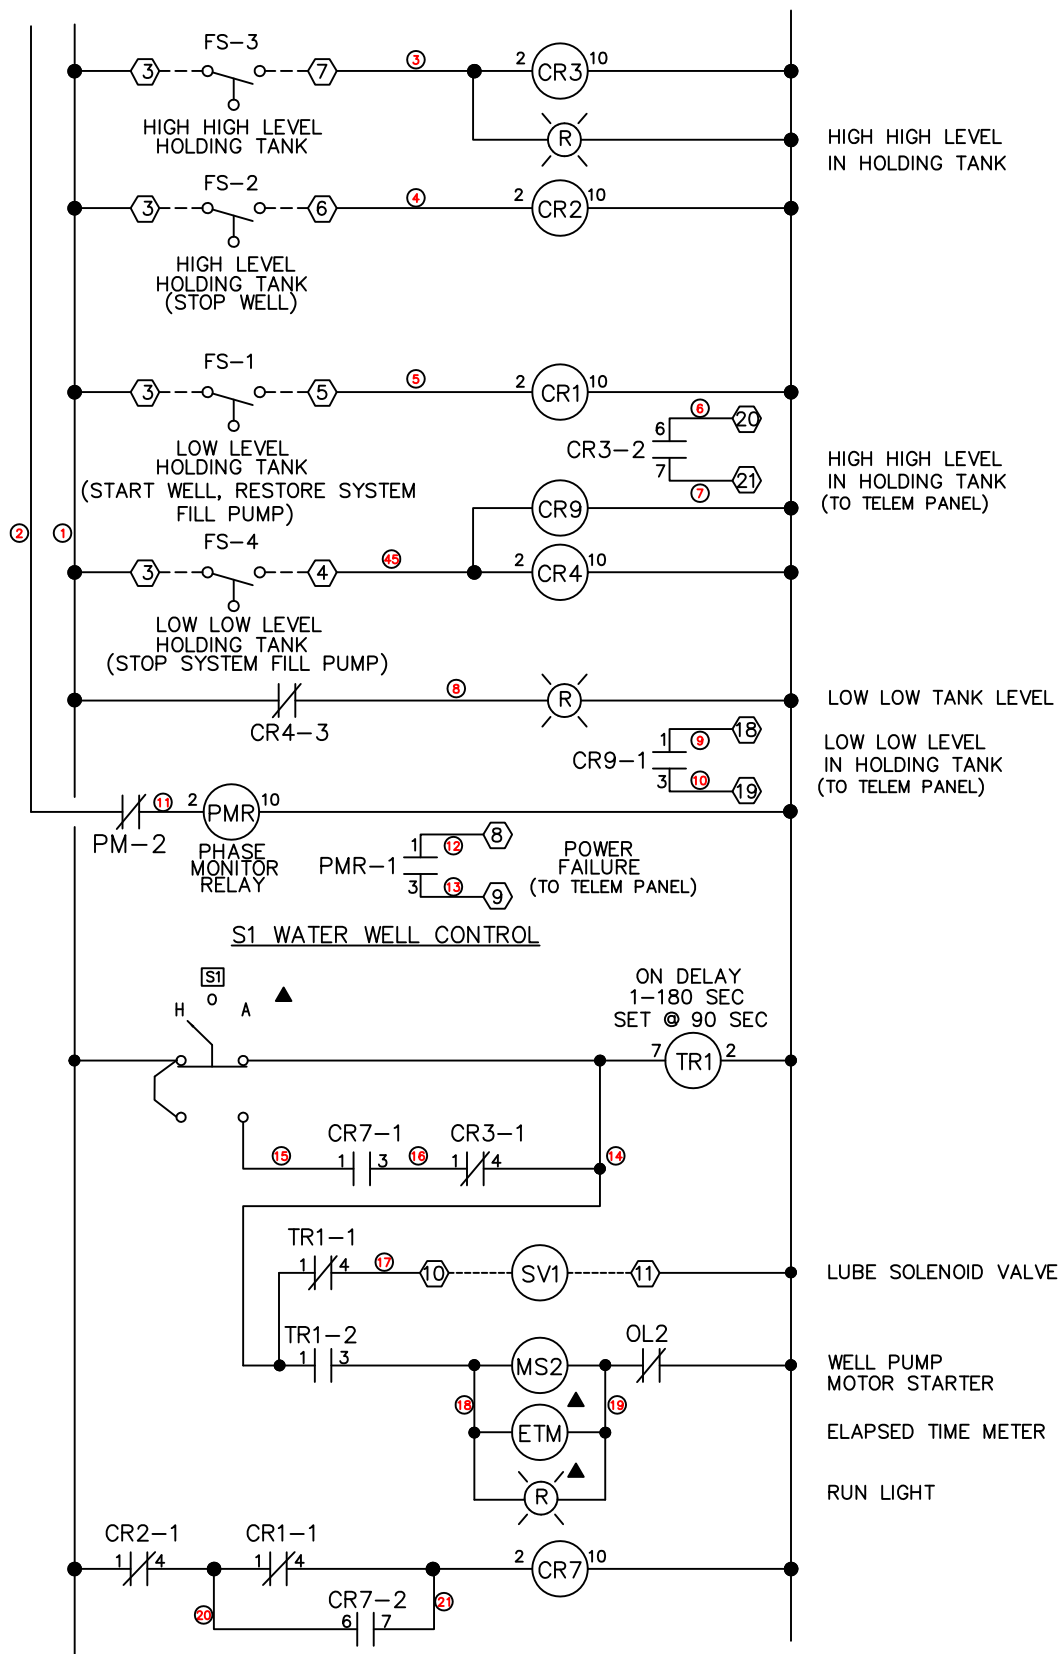 FS-3
3 7 3 2 CR3 10
HIGH HIGH LEVEL
HOLDING TANK
R
HIGH HIGH LEVEL
IN HOLDING TANK
FS-2
3 6 4 2 CR2 10
HIGH LEVEL
HOLDING TANK
(STOP WELL)
FS-1
3 5 5 2 CR1 10
LOW LEVEL
HOLDING TANK
(START WELL, RESTORE SYSTEM
FILL PUMP)
6 6 20
CR3-2
7 7 21
HIGH HIGH LEVEL
IN HOLDING TANK
(TO TELEM PANEL)
CR9
2 1
FS-4
3 4 45 2 CR4 10
LOW LOW LEVEL
HOLDING TANK
(STOP SYSTEM FILL PUMP)
8 R
CR4-3
LOW LOW TANK LEVEL
1 9 18
CR9-1
3 10 19
LOW LOW LEVEL
IN HOLDING TANK
(TO TELEM PANEL)
11 2 PMR 10
PM-2
PHASE
MONITOR
RELAY
1 12 8
PMR-1
3 13 9
POWER
FAILURE
(TO TELEM PANEL)
S1 WATER WELL CONTROL
S1
H O A
ON DELAY
1-180 SEC
SET @ 90 SEC
7 TR1 2
CR7-1 CR3-1
15 1 3 16 1 4 14
TR1-1
1 4 17 10 SV1 11
LUBE SOLENOID VALVE
TR1-2 OL2
1 3 MS2
WELL PUMP
MOTOR STARTER
18 19
ETM
ELAPSED TIME METER
R
RUN LIGHT
CR2-1 CR1-1
1 4 1 4 2 CR7 10
CR7-2
20 6 7 21